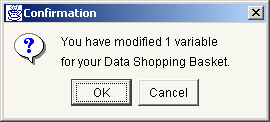 Confirmation
You have modified 1 variable
for your Data Shopping Basket.
OK
Cancel